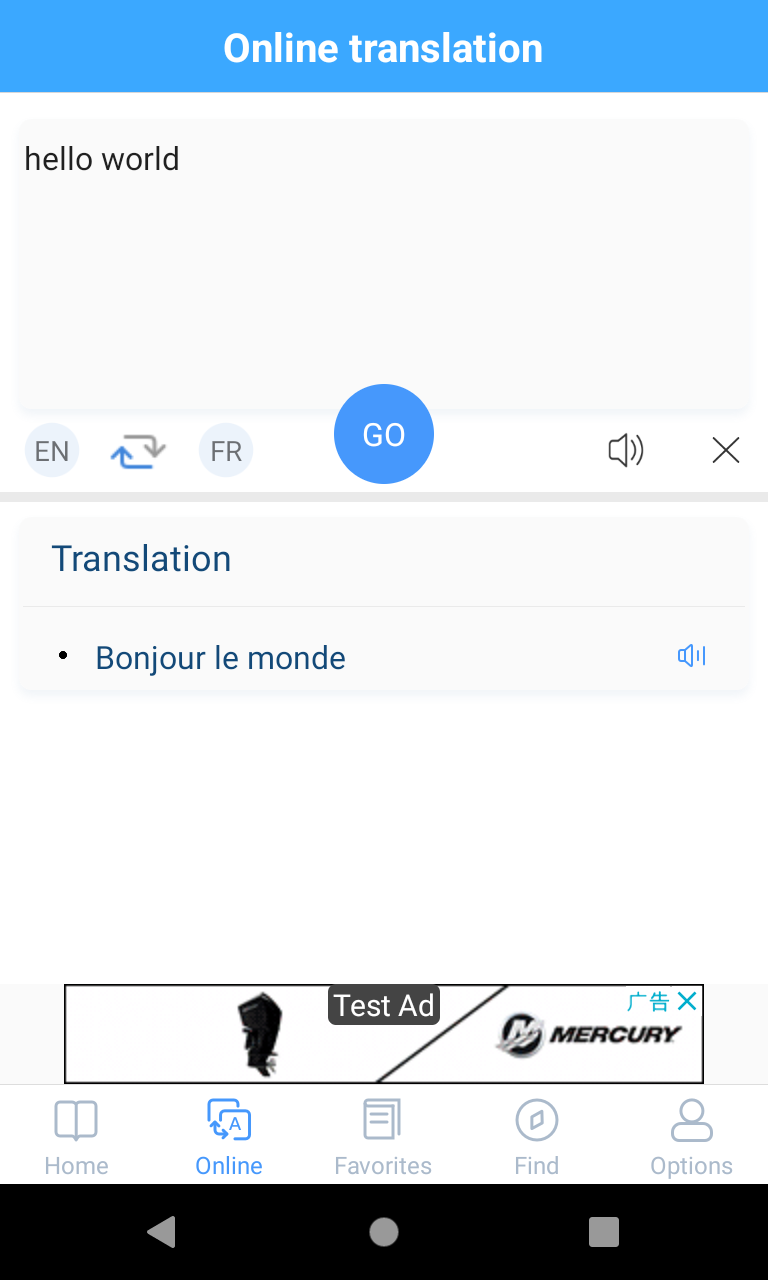 Online translation
hello world
EN
FR
GO
Translation
• Bonjour le monde
Test Ad
广告
MERCURY
A
Home
Online
Favorites
Find
Options